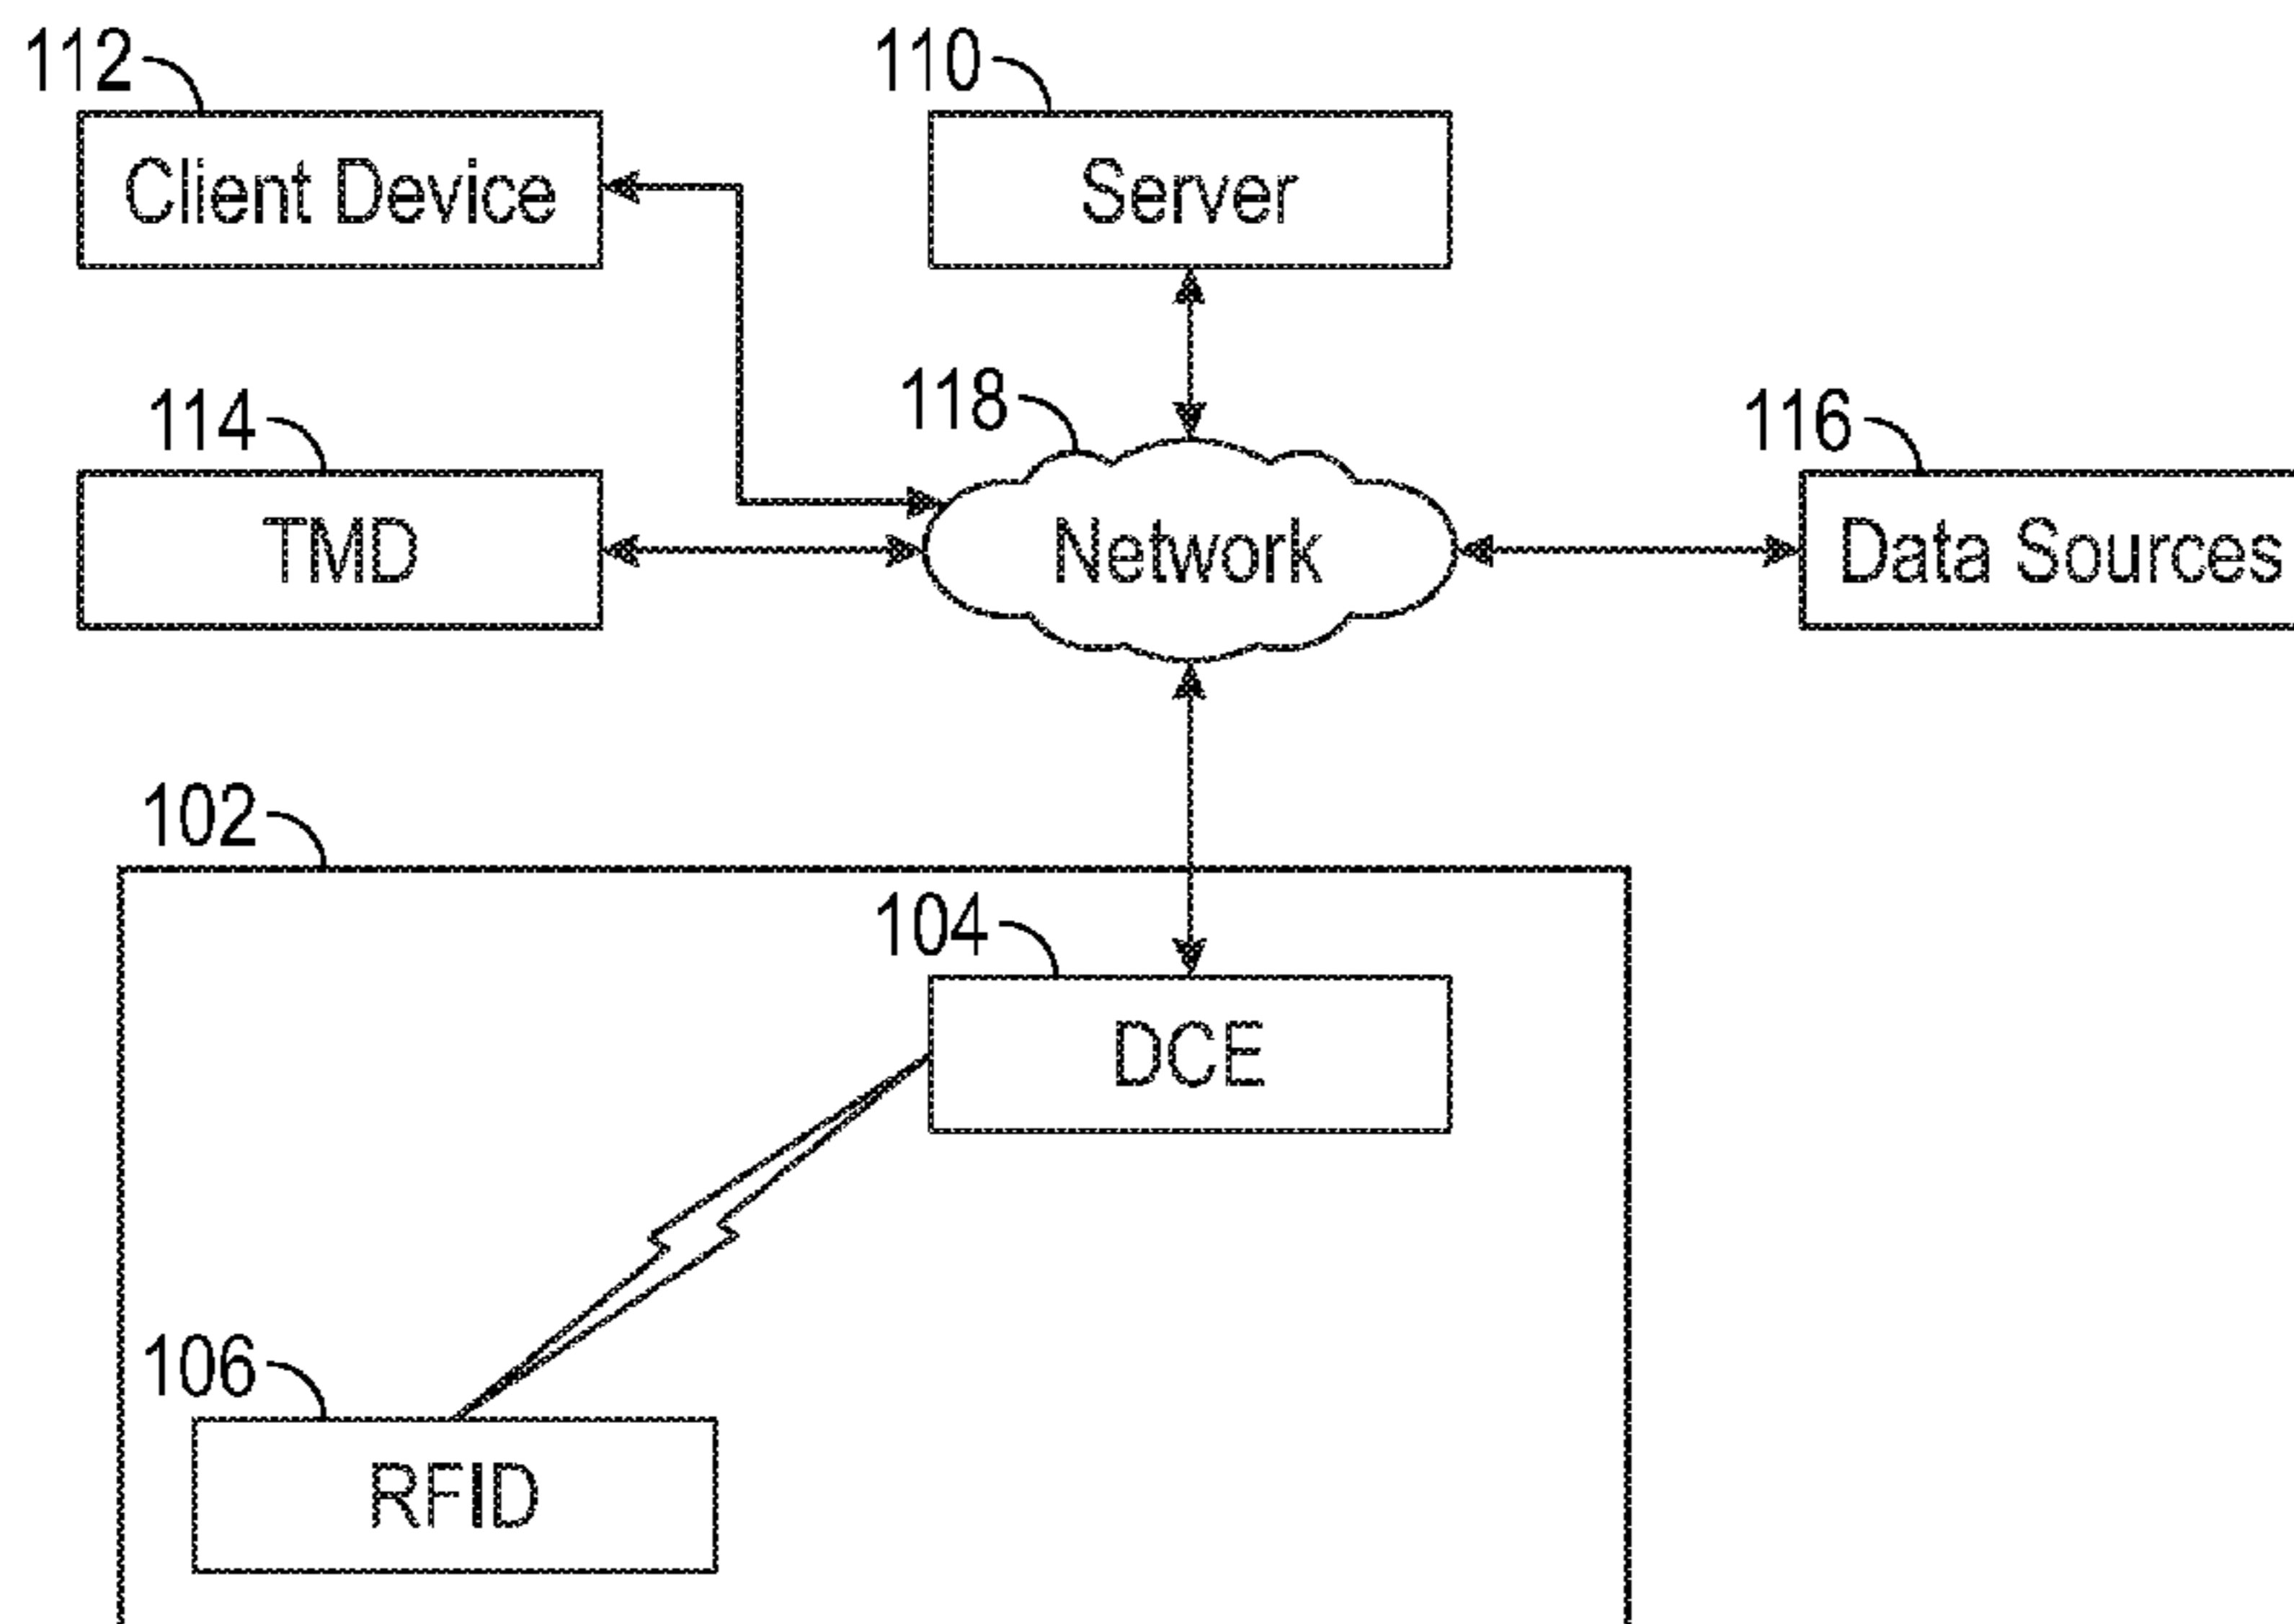 112
110
Client Device
Server
114
118
116
TMD
Network
Data Sources
102
104
DCE
106
RFID